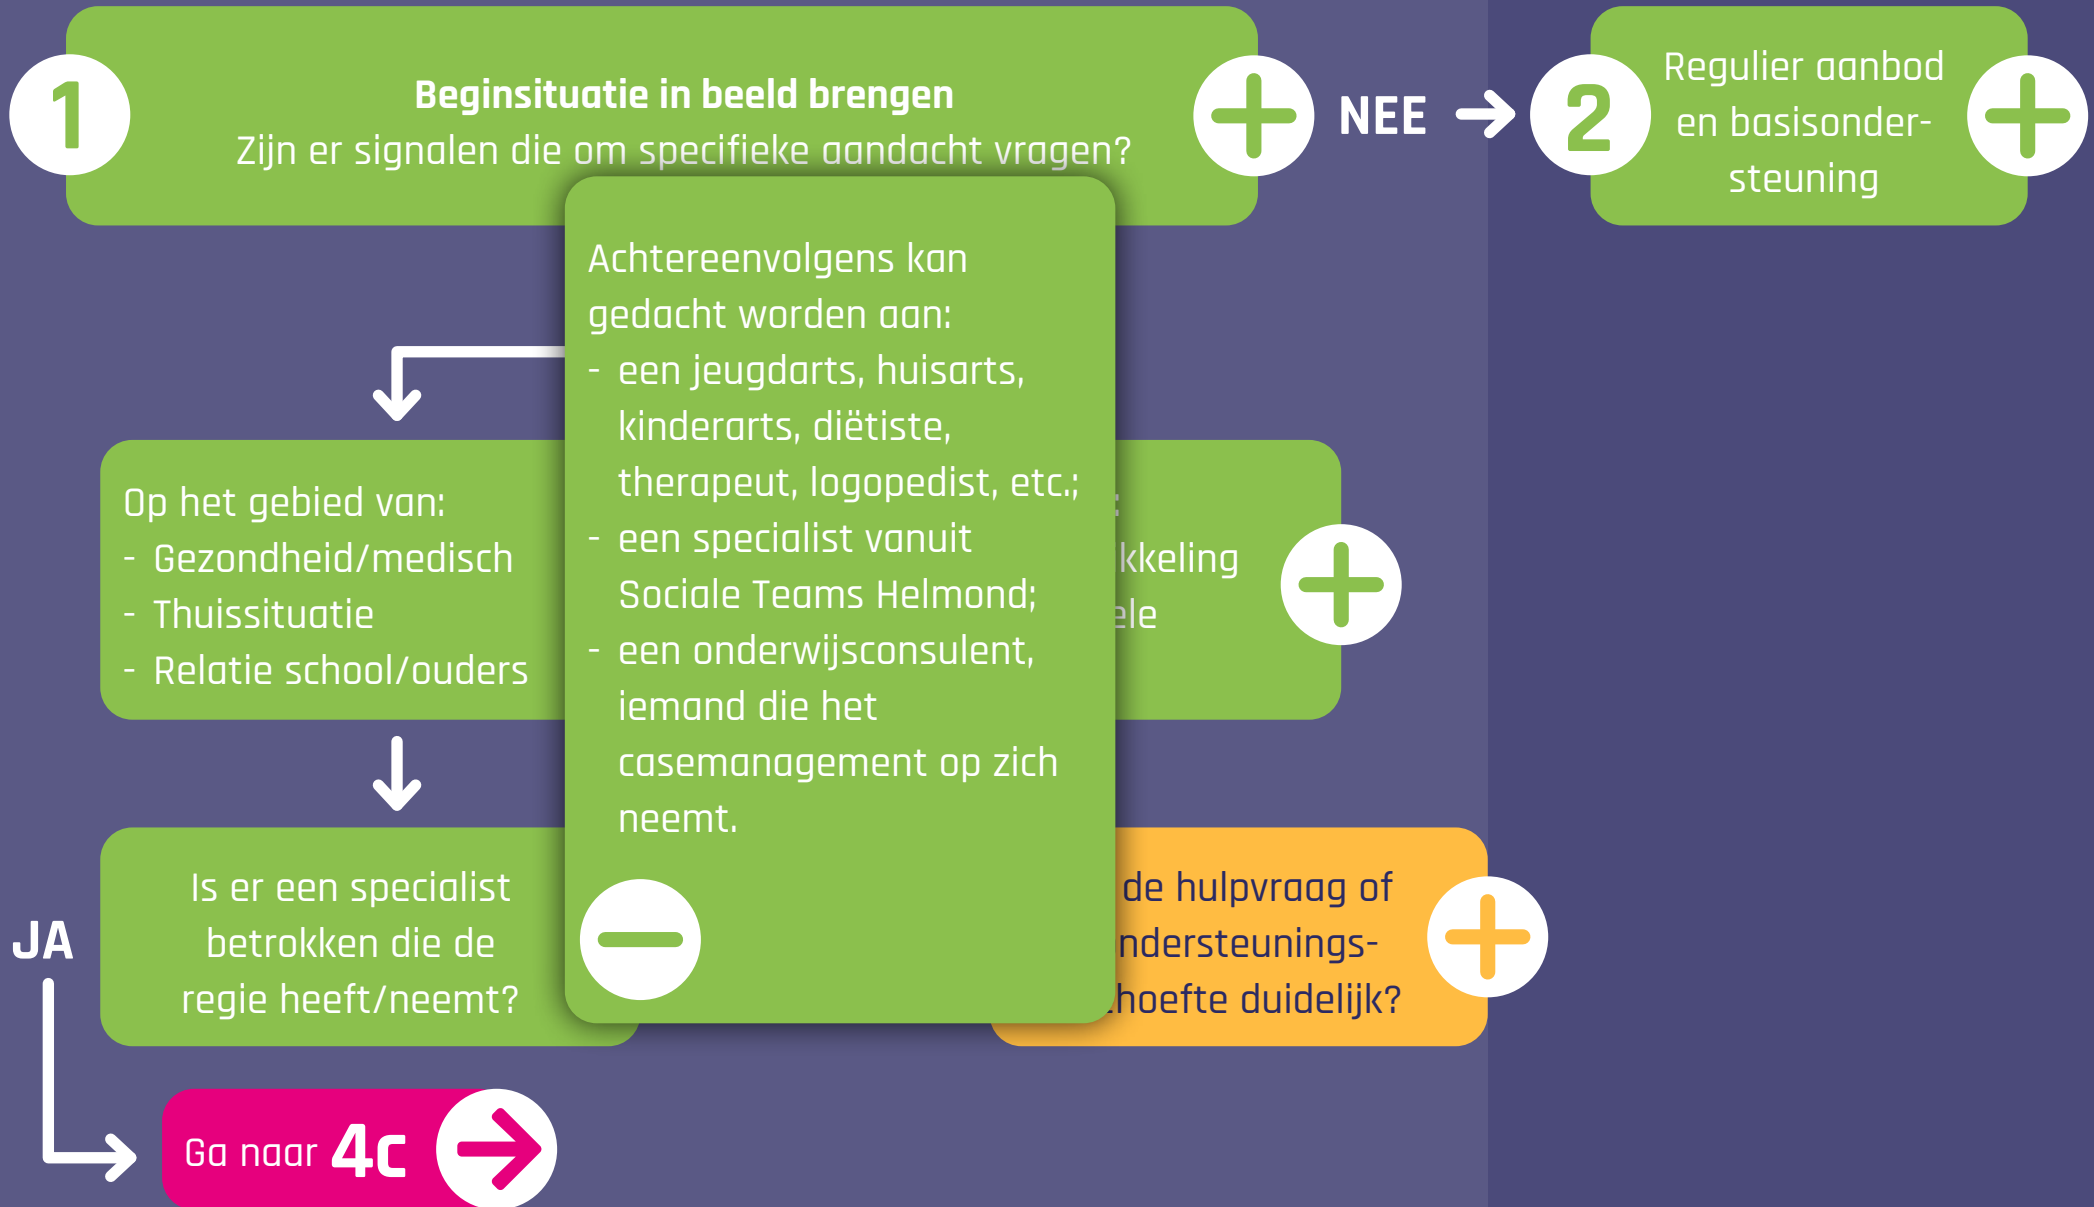 1
Beginsituatie in beeld brengen
Zijn er signalen die om specifieke aandacht vragen?
NEE
2
Regulier aanbod
en basisonder-
steuning
Achtereenvolgens kan
gedacht worden aan:
- een jeugdarts, huisarts,
kinderarts, diëtiste,
therapeut, logopedist, etc.;
- een specialist vanuit
Sociale Teams Helmond;
- een onderwijsconsulent,
iemand die het
casemanagement op zich
neemt.
Op het gebied van:
- Gezondheid/medisch
- Thuissituatie
- Relatie school/ouders
kkeling
ele
Is er een specialist
betrokken die de
regie heeft/neemt?
de hulpvraag of
ndersteunings-
hoefte duidelijk?
JA
Ga naar 4c